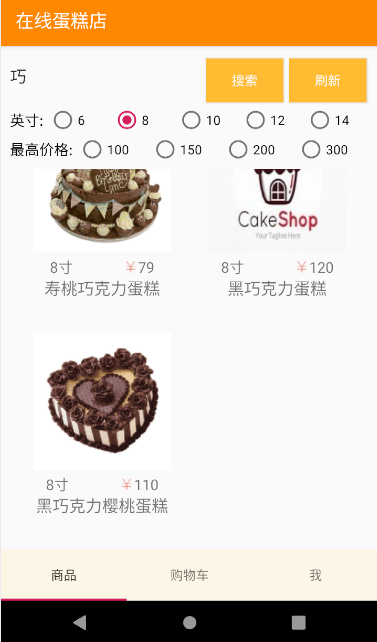 在线蛋糕店
巧 搜索 刷新
英寸: 6 8 10 12 14
最高价格: 100 150 200 300
CakeShop
Your Tagline Here
8寸 ￥79 8寸 ￥120
寿桃巧克力蛋糕 黑巧克力蛋糕
8寸 ￥110
黑巧克力樱桃蛋糕
商品 购物车 我